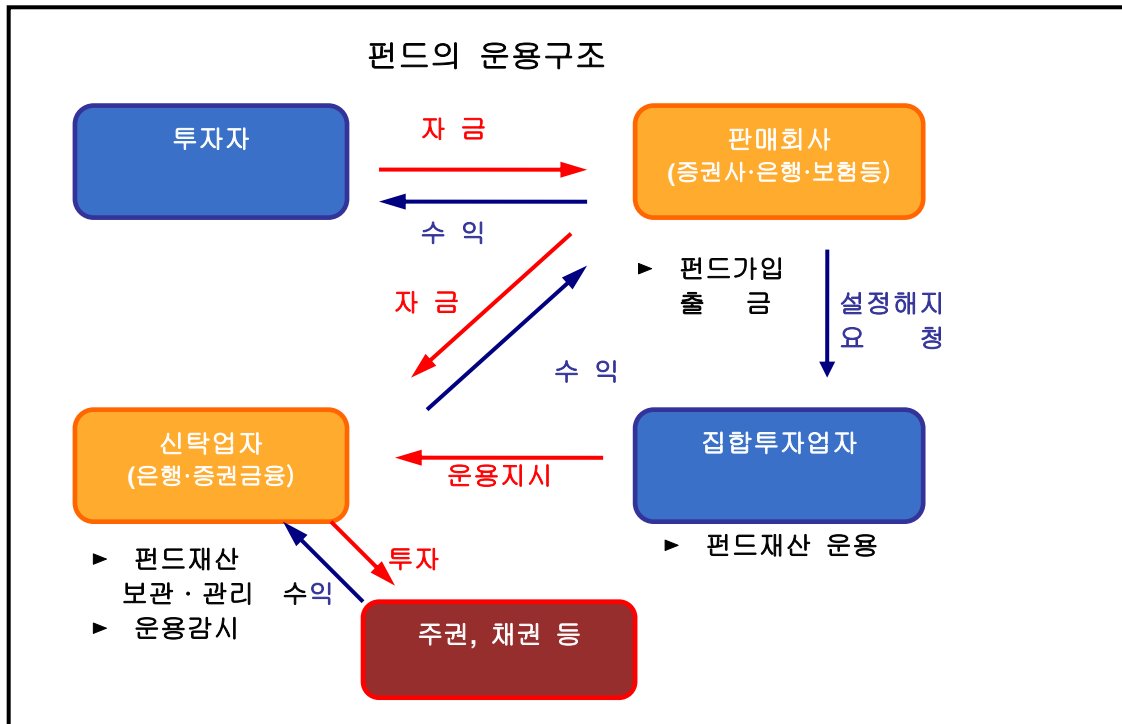 펀드의 운용구조
투자자
자 금
수 익
판매회사
(증권사·은행·보험등)
► 펀드가입
출 금
설정해지
요 청
자 금
수 익
신탁업자
(은행·증권금융)
운용지시
집합투자업자
► 펀드재산 운용
► 펀드재산
보관 · 관리
► 운용감시
수익
투자
주권, 채권 등